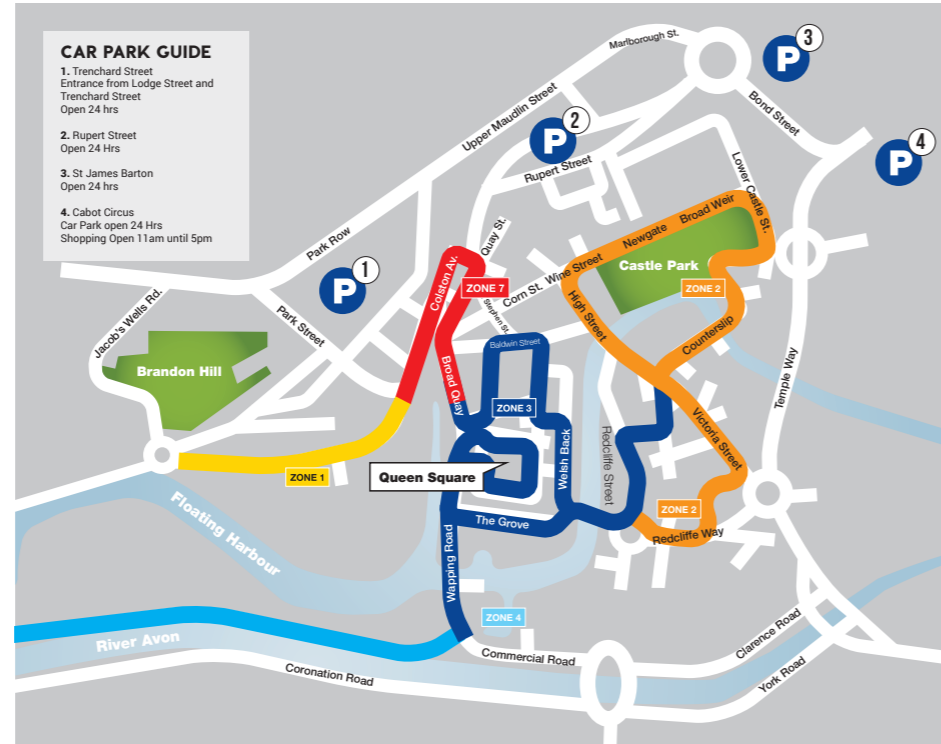 CAR PARK GUIDE
1. Trenchard Street
Entrance from Lodge Street and
Trenchard Street
Open 24 hrs
2. Rupert Street
Open 24 Hrs
3. St James Barton
Open 24 hrs
4. Cabot Circus
Car Park open 24 Hrs
Shopping Open 11am until 5pm
Marlborough St.
P 3
Bond Street
Upper Maudlin Street
P 2
Rupert Street
P 4
Lower Castle St.
Park Row
Quay St.
Newgate
Broad Weir
Castle Park
P 1
Colston Av.
ZONE 7
Corn St.
Wine Street
ZONE 2
Jacob's Wells Rd.
Park Street
Stephen St.
High Street
Counterslip
Baldwin Street
Brandon Hill
Broad Quay
Temple Way
ZONE 3
Victoria Street
Redcliffe Street
Welsh Back
ZONE 1
Queen Square
Floating Harbour
The Grove
ZONE 2
Redcliffe Way
Wapping Road
ZONE 4
River Avon
Commercial Road
Clarence Road
Coronation Road
York Road